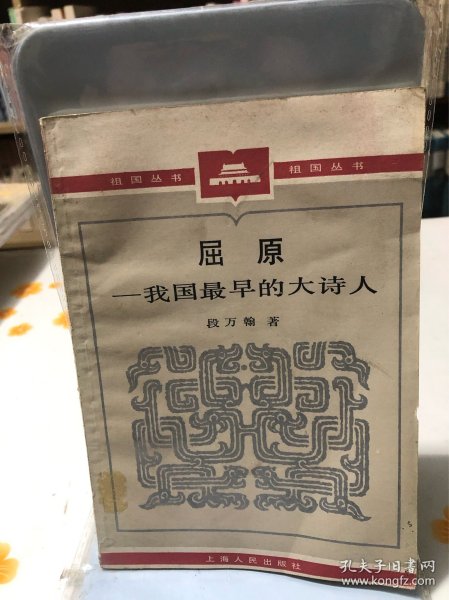 祖国丛书 祖国丛书
屈原
—我国最早的大诗人
段万翰 著
上海人民出版社
孔夫子旧书网
www.kongfz.com